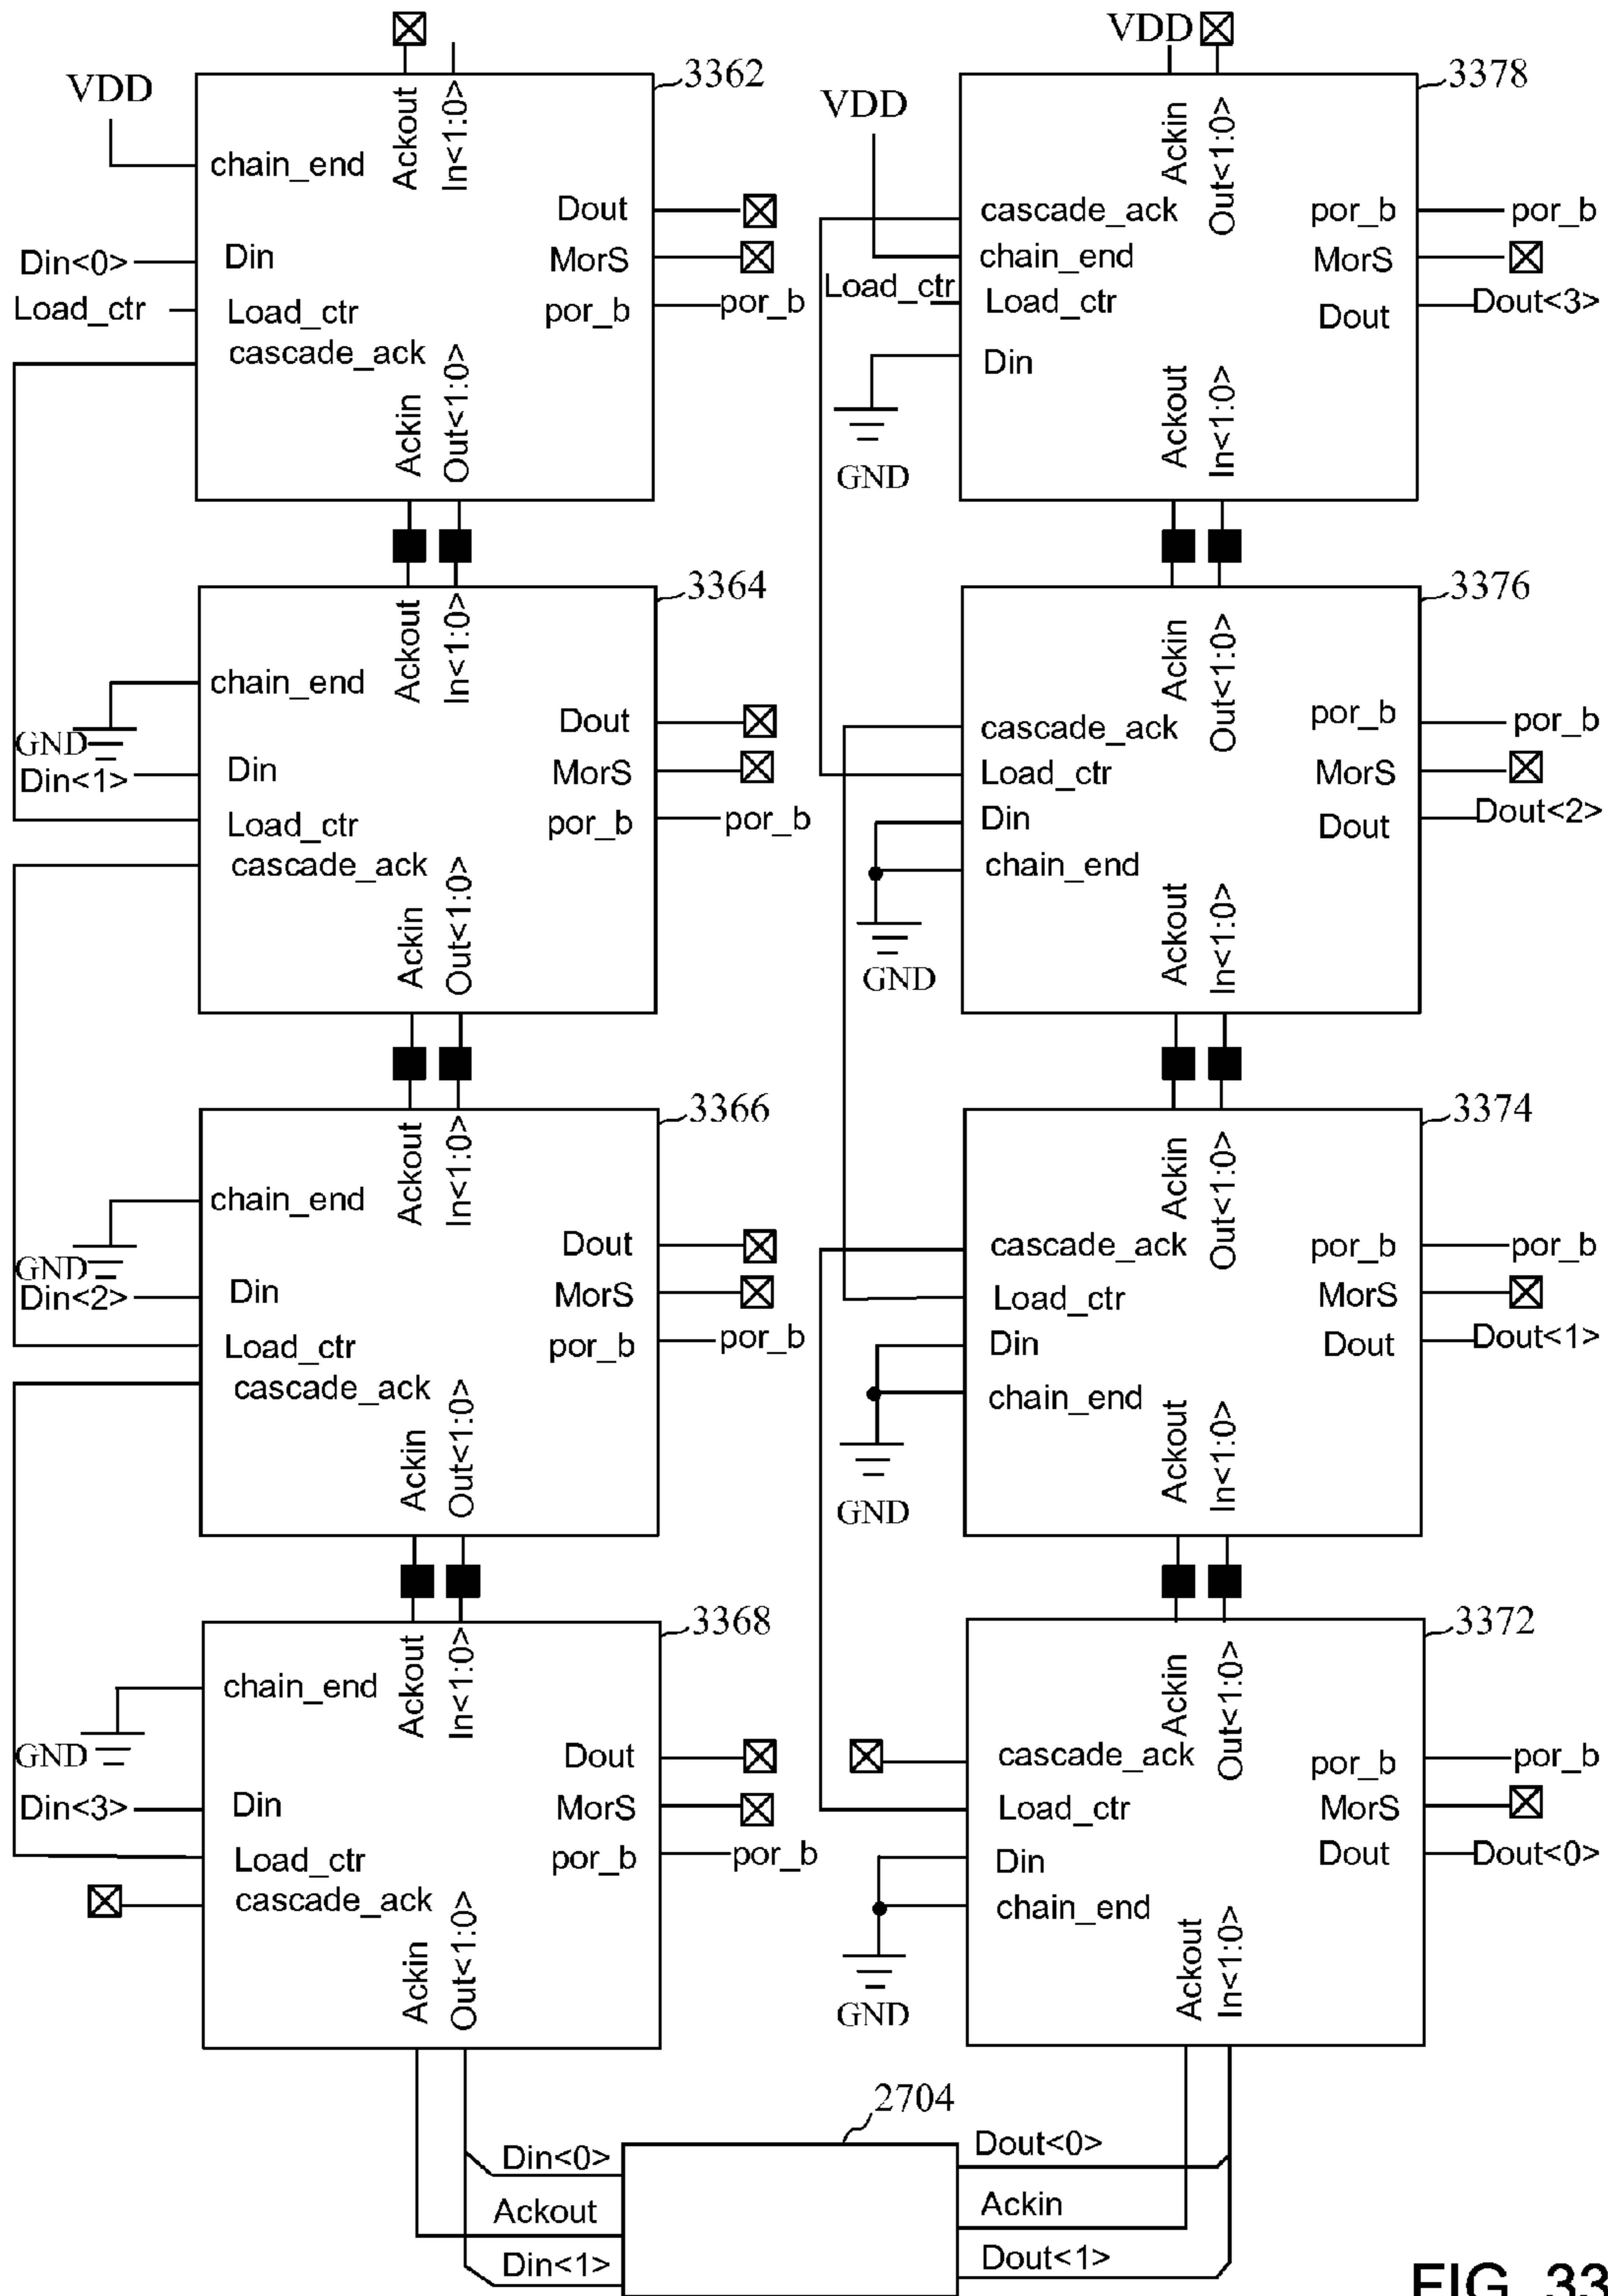 VDD
3362
chain_end
Ackout
In<1:0>
Dout
Din<0>
Din
MorS
Load_ctr
Load_ctr
por_b
por_b
cascade_ack
Ackin
Out<1:0>
3364
chain_end
Ackout
In<1:0>
GND
Dout
Din<1>
Din
MorS
Load_ctr
por_b
por_b
cascade_ack
Ackin
Out<1:0>
3366
chain_end
Ackout
In<1:0>
GND
Dout
Din<2>
Din
MorS
Load_ctr
por_b
por_b
cascade_ack
Ackin
Out<1:0>
3368
chain_end
Ackout
In<1:0>
GND
Dout
Din<3>
Din
MorS
Load_ctr
por_b
por_b
cascade_ack
Ackin
Out<1:0>
VDD
3378
VDD
Ackin
Out<1:0>
cascade_ack
por_b
por_b
chain_end
MorS
Load_ctr
Load_ctr
Dout
Dout<3>
Din
Ackout
In<1:0>
GND
3376
Ackin
Out<1:0>
cascade_ack
por_b
por_b
Load_ctr
MorS
Din
Dout
Dout<2>
chain_end
Ackout
In<1:0>
GND
3374
Ackin
Out<1:0>
cascade_ack
por_b
por_b
Load_ctr
MorS
Din
Dout
Dout<1>
chain_end
Ackout
In<1:0>
GND
3372
Ackin
Out<1:0>
cascade_ack
por_b
por_b
Load_ctr
MorS
Din
Dout
Dout<0>
chain_end
Ackout
In<1:0>
GND
2704
Din<0>
Dout<0>
Ackout
Ackin
Din<1>
Dout<1>
FIG. 33